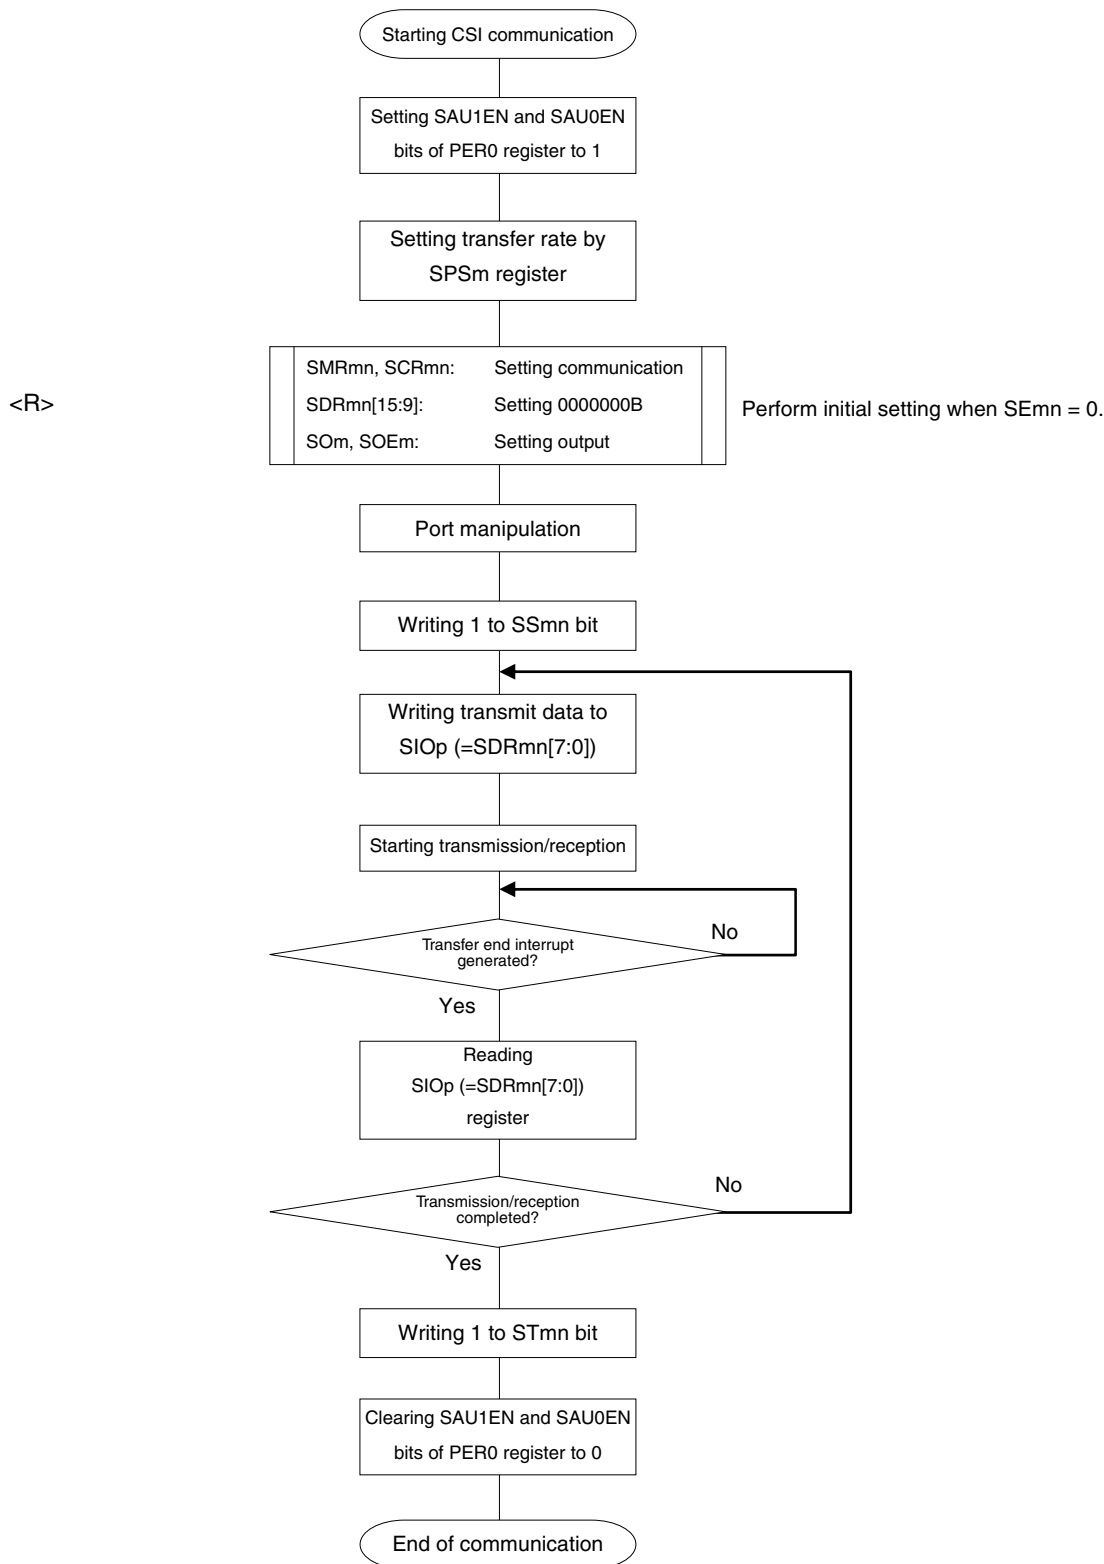 Starting CSI communication
Setting SAU1EN and SAU0EN
bits of PER0 register to 1
Setting transfer rate by
SPSm register
<R>
SMRmn, SCRmn: Setting communication
SDRmn[15:9]: Setting 0000000B
SOm, SOEm: Setting output
Perform initial setting when SEmn = 0.
Port manipulation
Writing 1 to SSmn bit
Writing transmit data to
SIOp (=SDRmn[7:0])
Starting transmission/reception
Transfer end interrupt
generated?
No
Yes
Reading
SIOp (=SDRmn[7:0])
register
Transmission/reception
completed?
No
Yes
Writing 1 to STmn bit
Clearing SAU1EN and SAU0EN
bits of PER0 register to 0
End of communication